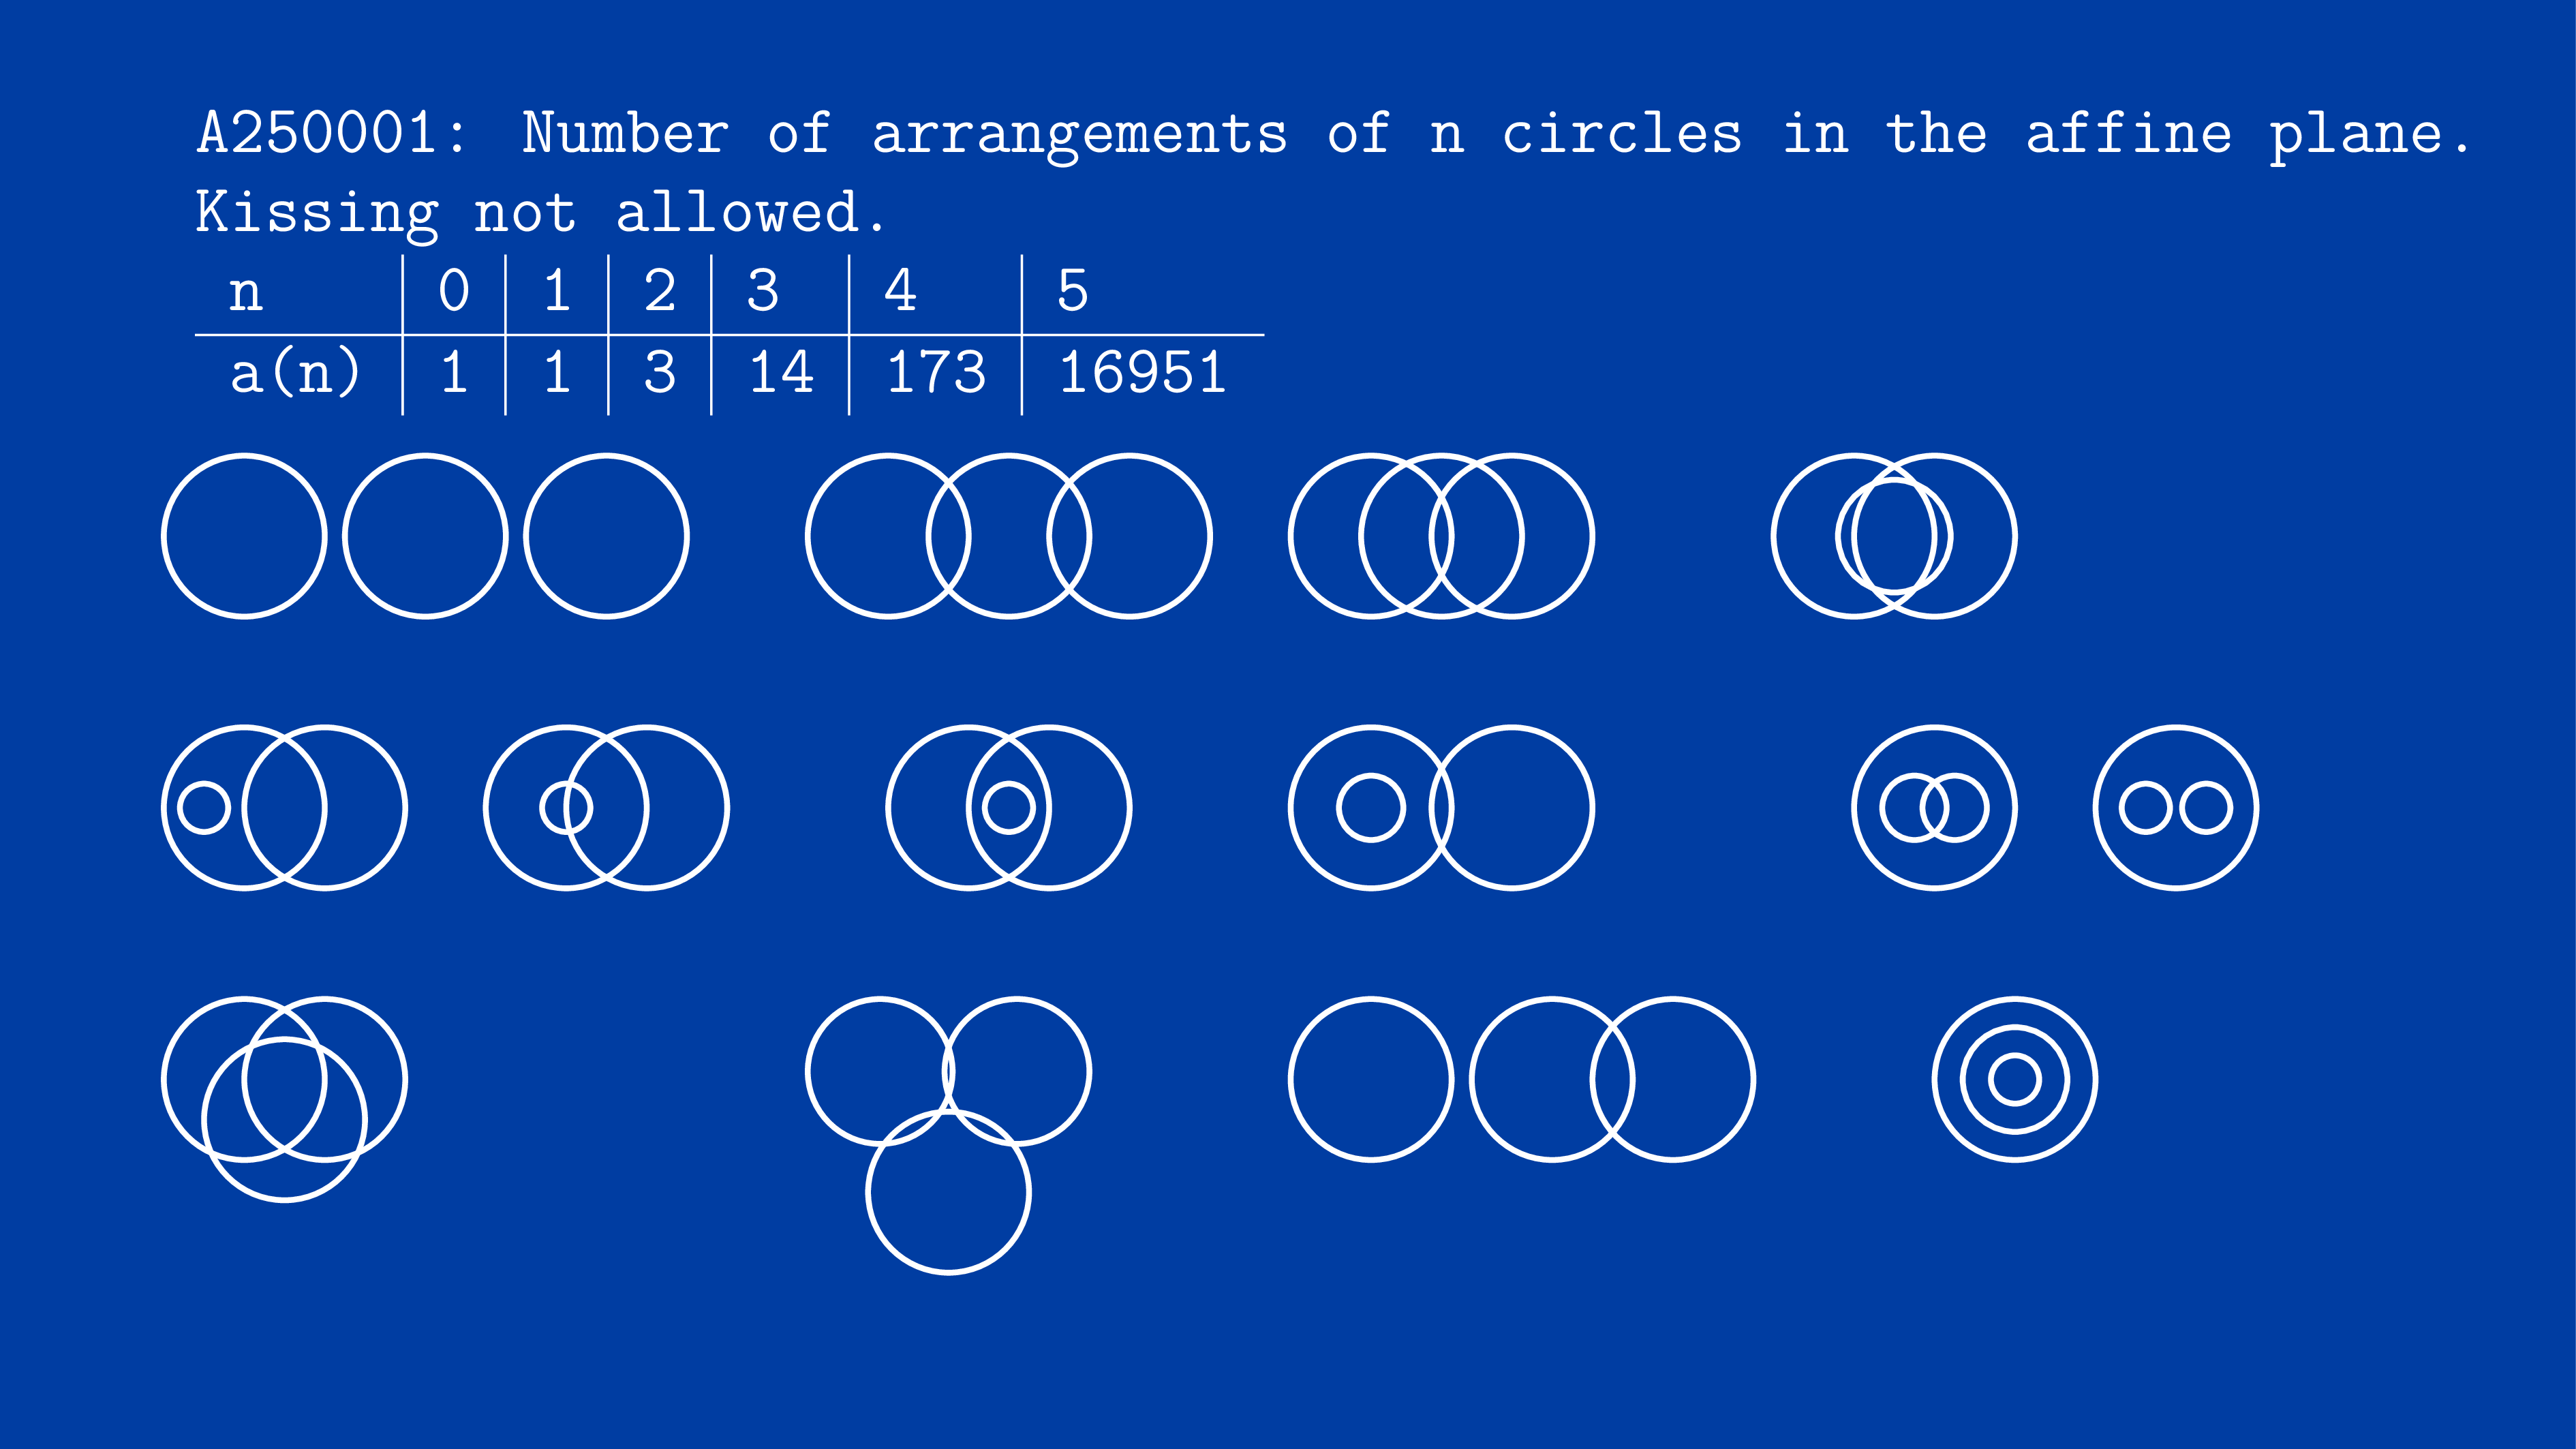 A250001: Number of arrangements of n circles in the affine plane.
Kissing not allowed.
n 0 1 2 3 4 5
a(n) 1 1 3 14 173 16951